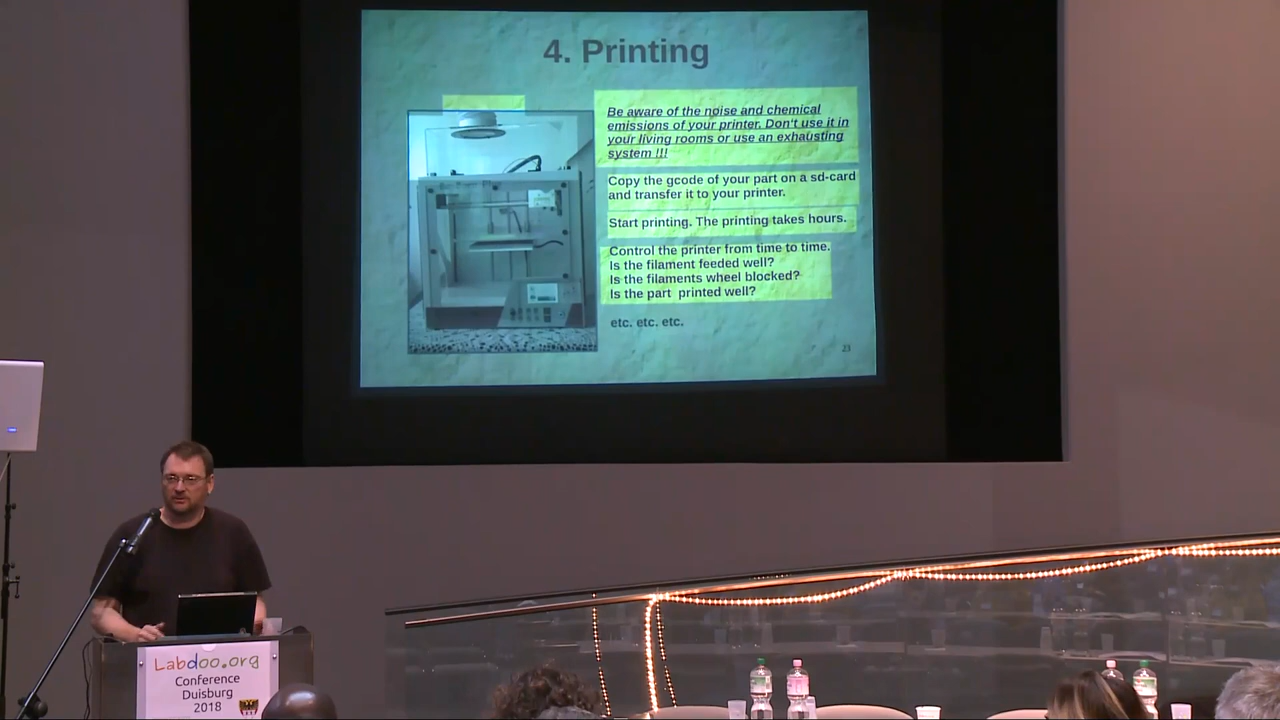 4. Printing
Be aware of the noise and chemical
emissions of your printer. Don't use it in
your living rooms or use an exhausting
system !!!
Copy the gcode of your part on a sd-card
and transfer it to your printer.
Start printing. The printing takes hours.
Control the printer from time to time.
Is the filament feeded well?
Is the filaments wheel blocked?
Is the part printed well?
etc. etc. etc.
23
Labdoo.org
Conference
Duisburg
2018